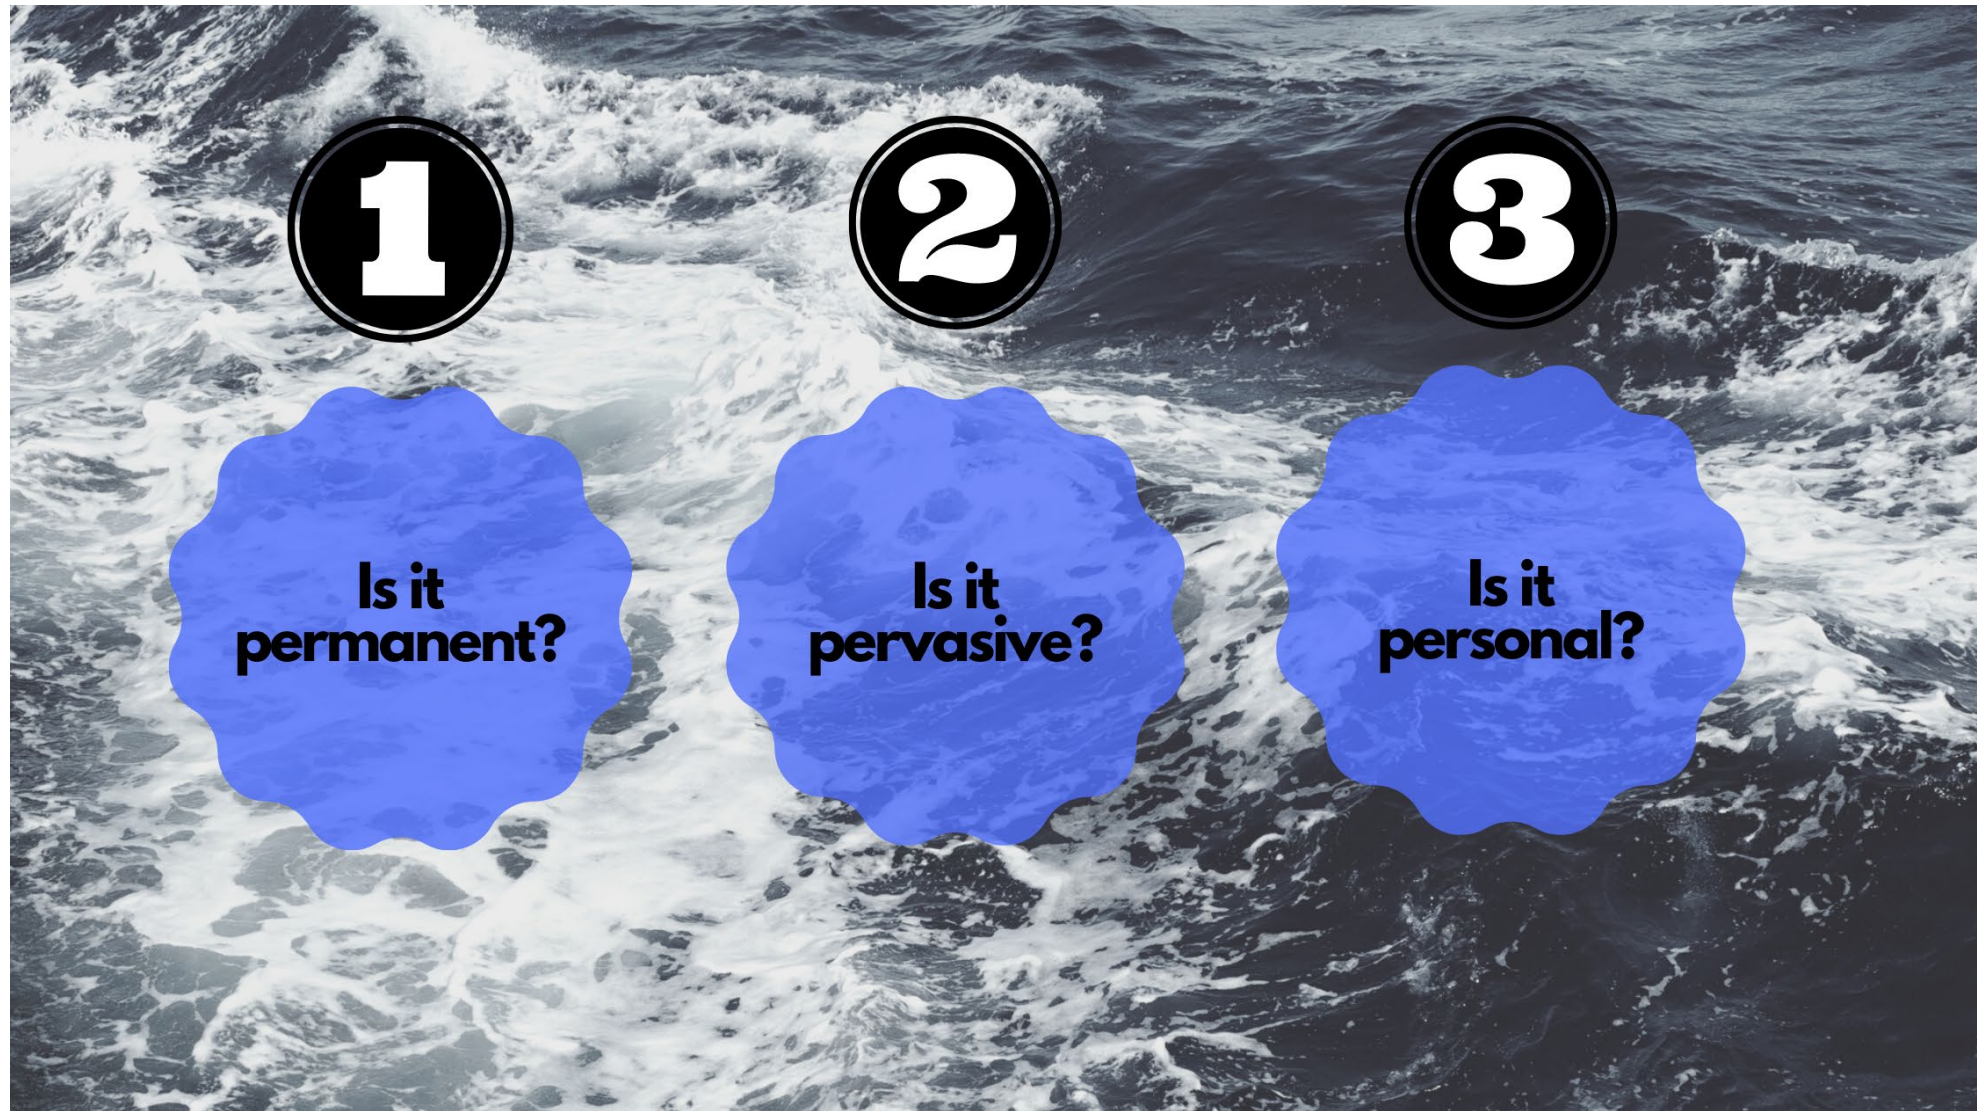 1
Is it
permanent?
2
Is it
pervasive?
3
Is it
personal?